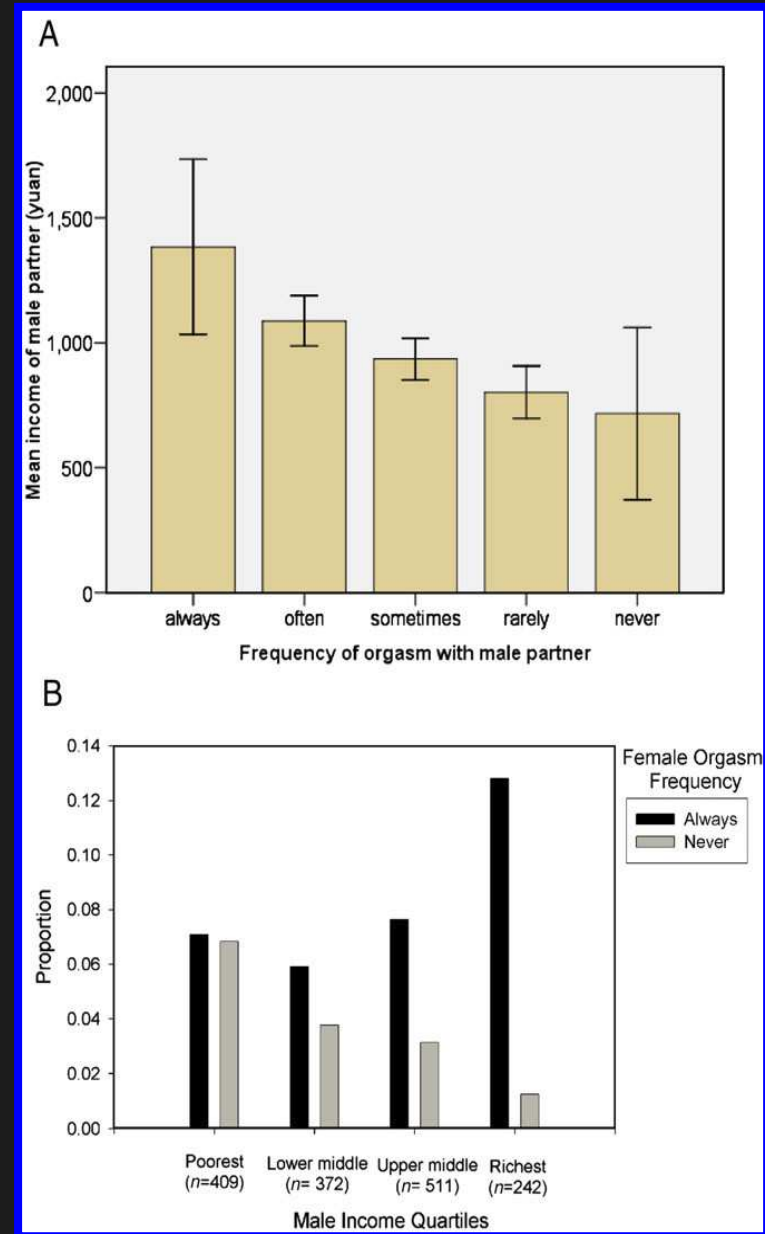 A
Mean income of male partner (yuan)
2,000
1,500
1,000
500
0
always often sometimes rarely never
Frequency of orgasm with male partner
B
Proportion
0.14
0.12
0.10
0.08
0.06
0.04
0.02
0.00
Female Orgasm
Frequency
Always
Never
Poorest Lower middle Upper middle Richest
(n=409) (n= 372) (n= 511) (n=242)
Male Income Quartiles